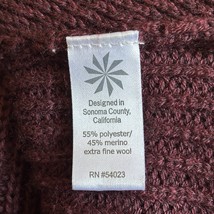 Designed in
Sonoma County,
California
55% polyester/
45% merino
extra fine wool
RN #54023